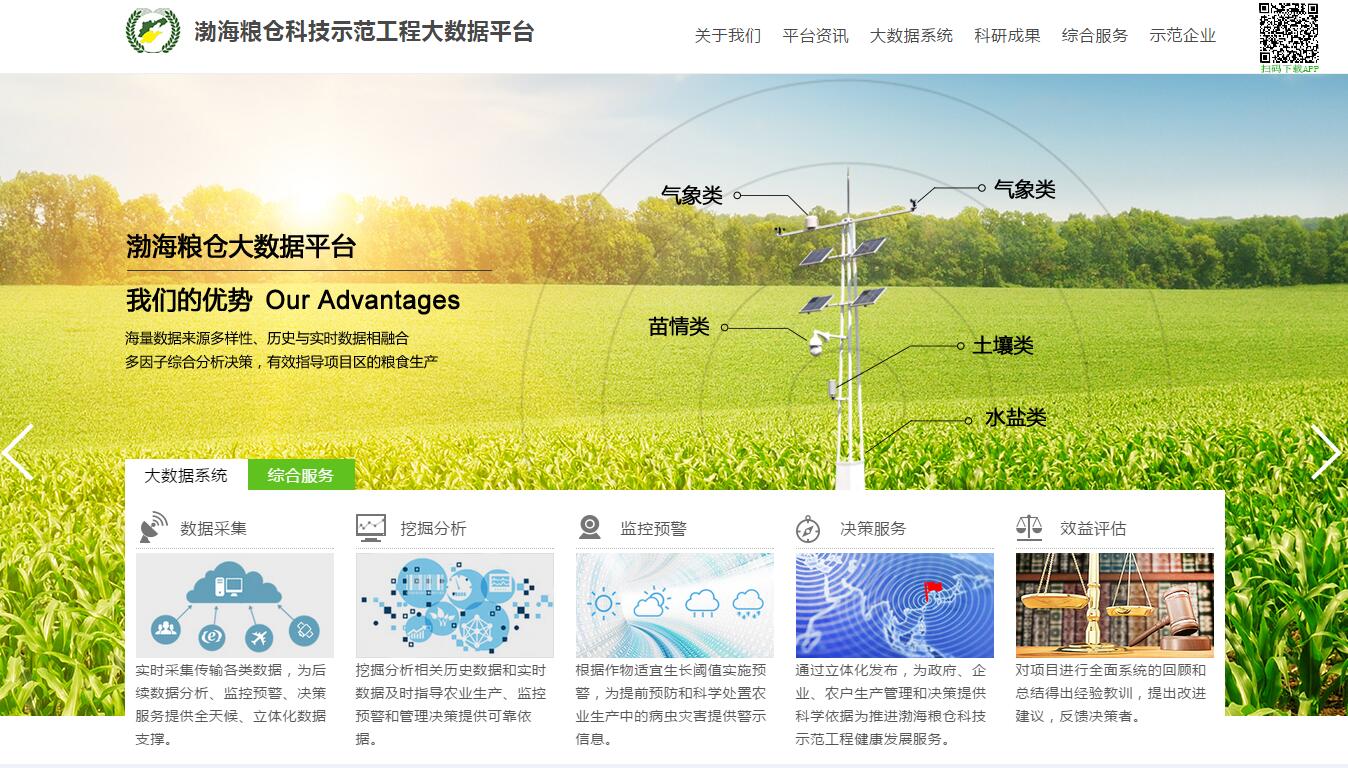 渤海粮仓科技示范工程大数据平台
关于我们 平台资讯 大数据系统 科研成果 综合服务 示范企业
扫码下载APP
气象类
气象类
渤海粮仓大数据平台
我们的优势 Our Advantages
海量数据来源多样性、历史与实时数据相融合
多因子综合分析决策，有效指导项目区的粮食生产
苗情类
土壤类
水盐类
大数据系统 综合服务
数据采集
实时采集传输各类数据，为后
续数据分析、监控预警、决策
服务提供全天候、立体化数据
支撑。
挖掘分析
挖掘分析相关历史数据和实时
数据及时指导农业生产、监控
预警和管理决策提供可靠依
据。
监控预警
根据作物适宜生长阈值实施预
警，为提前预防和科学处置农
业生产中的病虫灾害提供警示
信息。
决策服务
通过立体化发布，为政府、企
业、农户生产管理和决策提供
科学依据为推进渤海粮仓科技
示范工程健康发展服务。
效益评估
对项目进行全面系统的回顾和
总结得出经验教训，提出改进
建议，反馈决策者。